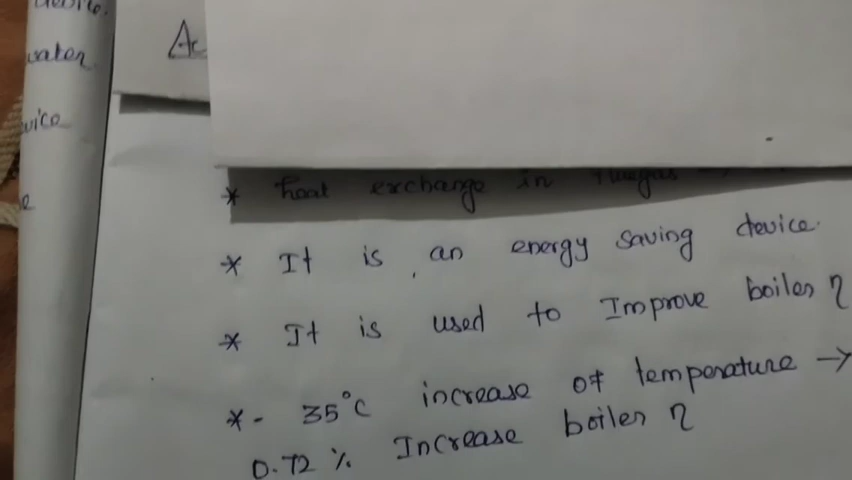 water
* heat exchange in fluegas →
* It is an energy saving device.
* It is used to Improve boiler η
*- 35°C increase of temperature →
0.72 % Increase boiler η